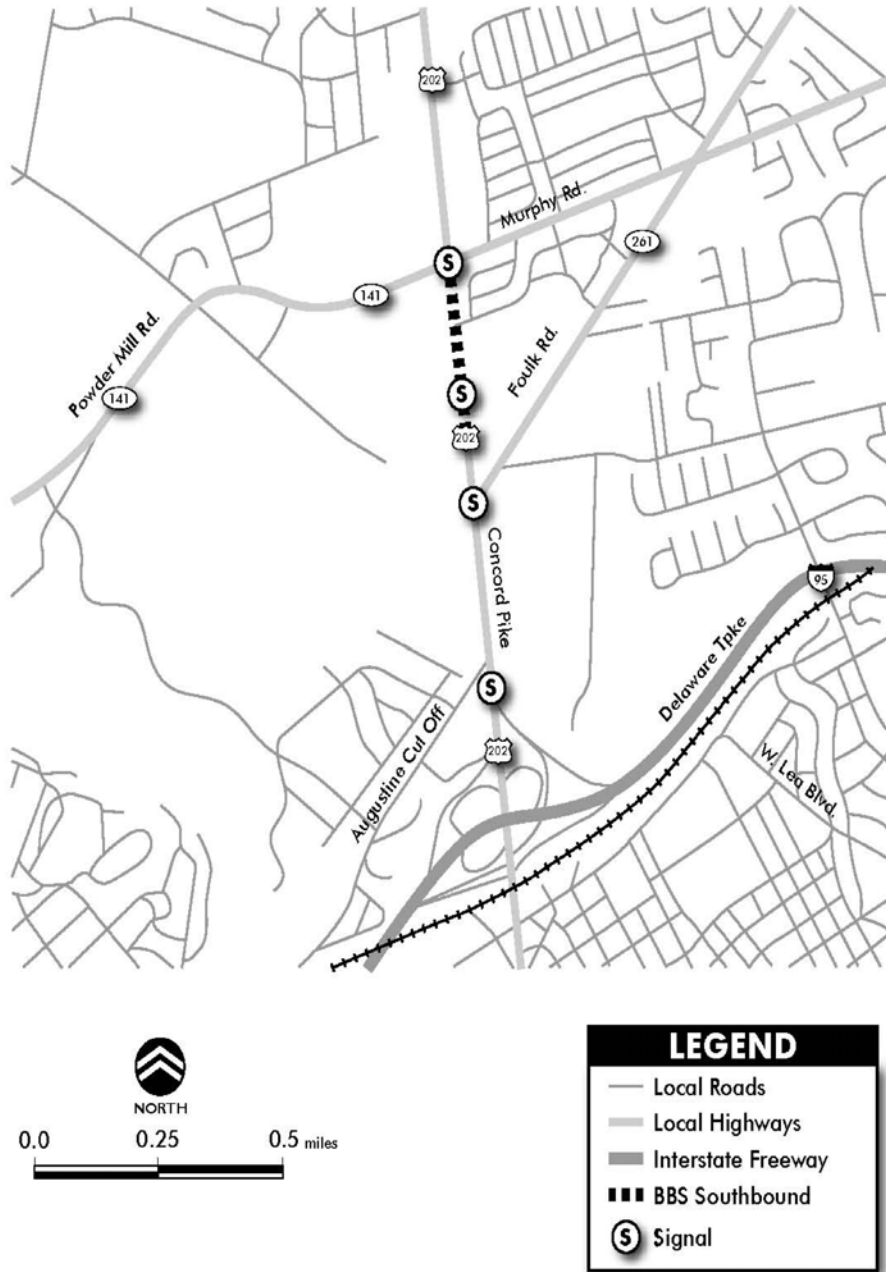 202
Murphy Rd.
261
S
141
Powder Mill Rd.
141
Foulk Rd.
S
202
S
Concord Pike
95
Delaware Tpke
S
Augustine Cut Off
202
W. Lea Blvd.
NORTH
0.0 0.25 0.5 miles
LEGEND
Local Roads
Local Highways
Interstate Freeway
BBS Southbound
S Signal